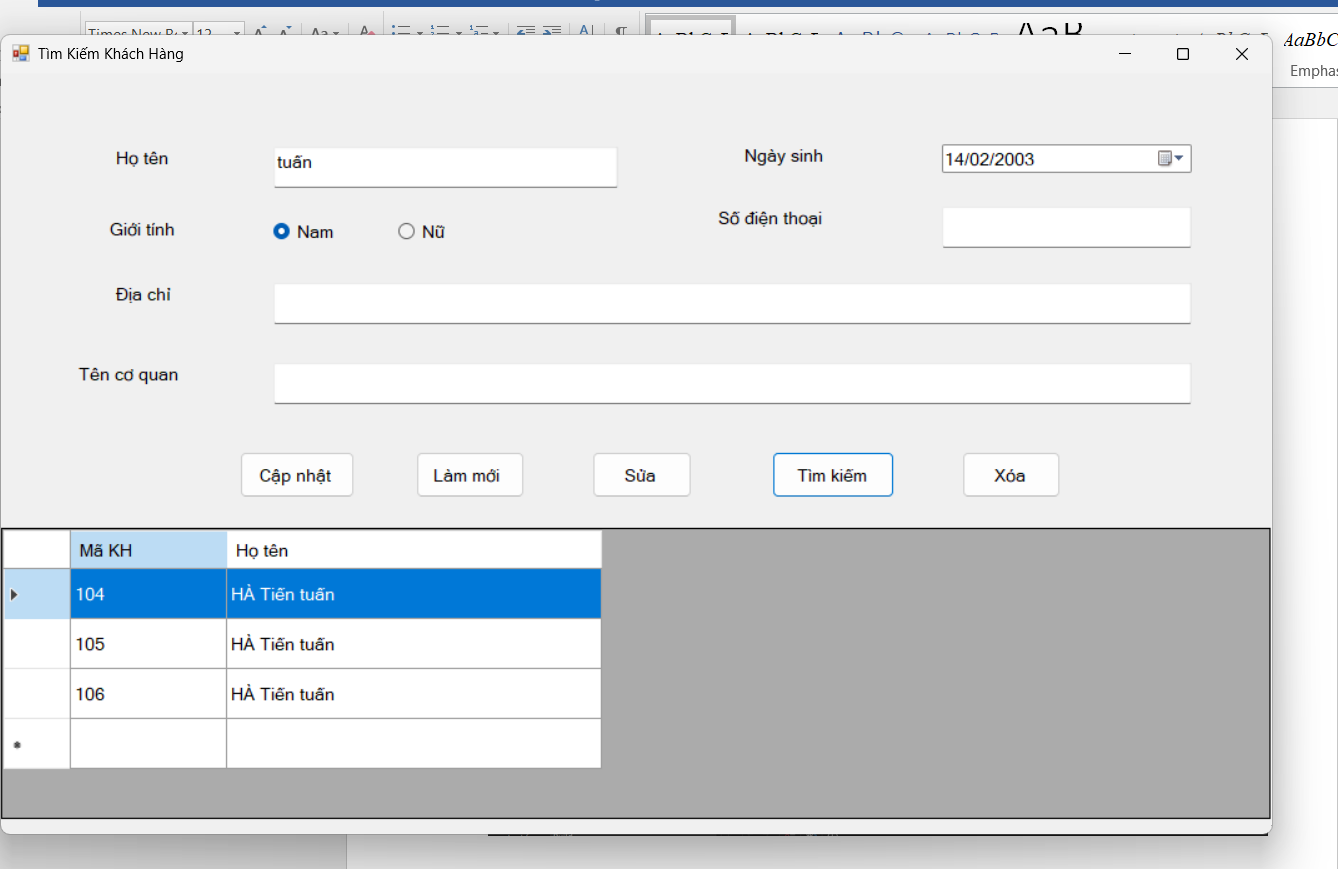 Tìm Kiếm Khách Hàng
AaBbC
Emphas
Họ tên
tuấn
Ngày sinh
14/02/2003
Giới tính
Nam
Nữ
Số điện thoại
Địa chỉ
Tên cơ quan
Cập nhật
Làm mới
Sửa
Tìm kiếm
Xóa
Mã KH Họ tên
104 HÀ Tiến tuấn
105 HÀ Tiến tuấn
106 HÀ Tiến tuấn